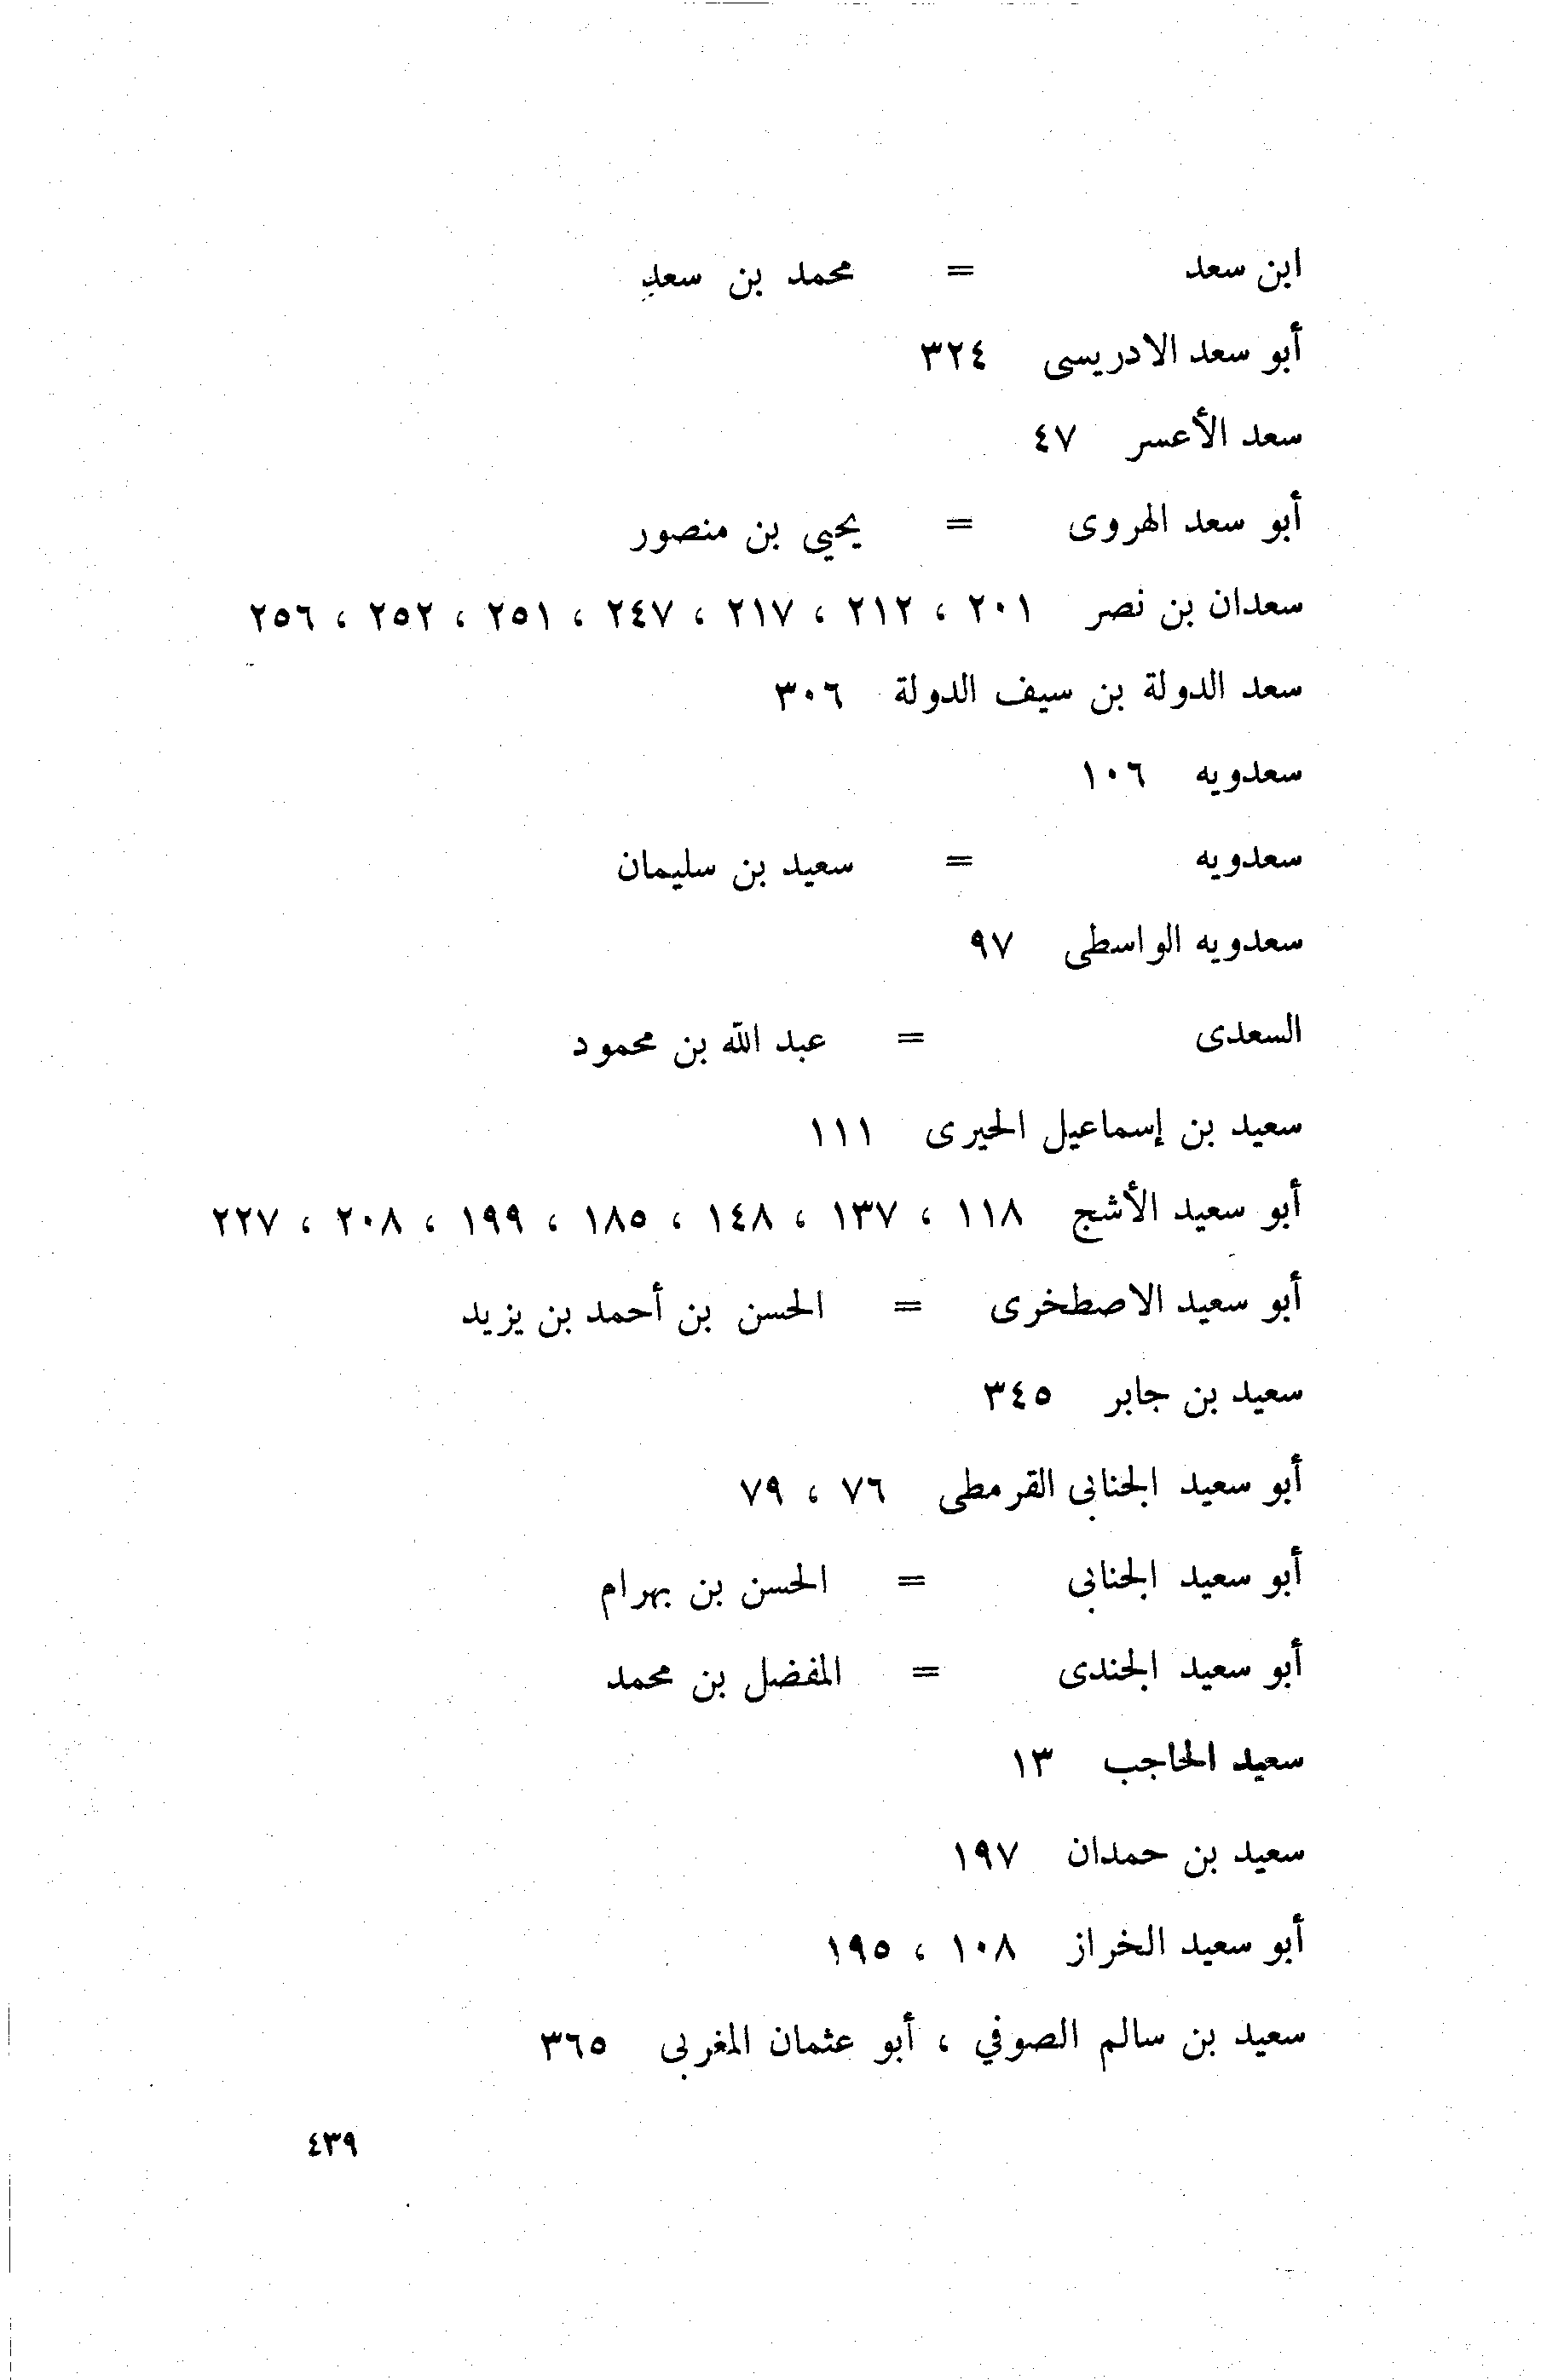 ابن سعد = محمد بن سعد
أبو سعد الادريسى ٣٢٤
سعد الأعسر ٤٧
أبو سعد الهروى = يحيى بن منصور
سعدان بن نصر ٢٠١ ، ٢١٢ ، ٢١٧ ، ٢٤٧ ، ٢٥١ ، ٢٥٢ ، ٢٥٦
سعد الدولة بن سيف الدولة ٣٠٦
سعدويه ١٠٦
سعدويه = سعيد بن سليمان
سعدويه الواسطى ٩٧
السعدى = عبد الله بن محمود
سعيد بن إسماعيل الحيرى ١١١
أبو سعيد الأشج ١١٨ ، ١٣٧ ، ١٤٨ ، ١٨٥ ، ١٩٩ ، ٢٠٨ ، ٢٢٧
أبو سعيد الاصطخرى = الحسن بن أحمد بن يزيد
سعيد بن جابر ٣٤٥
أبو سعيد الجنابى القرمطى ٧٦ ، ٧٩
أبو سعيد الجنابى = الحسن بن بهرام
أبو سعيد الجندى = المفضل بن محمد
سعيد الحاجب ١٣
سعيد بن حمدان ١٩٧
أبو سعيد الخراز ١٠٨ ، ١٩٥
سعيد بن سالم الصوفي ، أبو عثمان المغربى ٣٦٥
٤٣٩